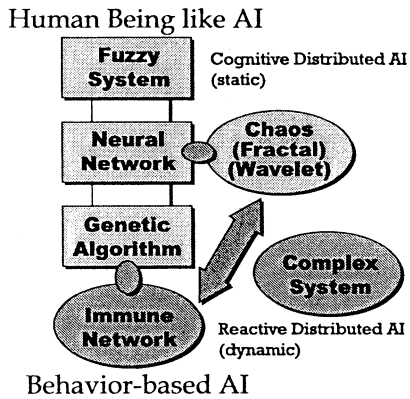 Human Being like AI
Fuzzy
System
Cognitive Distributed AI
(static)
Neural
Network
Chaos
(Fractal)
(Wavelet)
Genetic
Algorithm
Complex
System
Immune
Network
Reactive Distributed AI
(dynamic)
Behavior-based AI